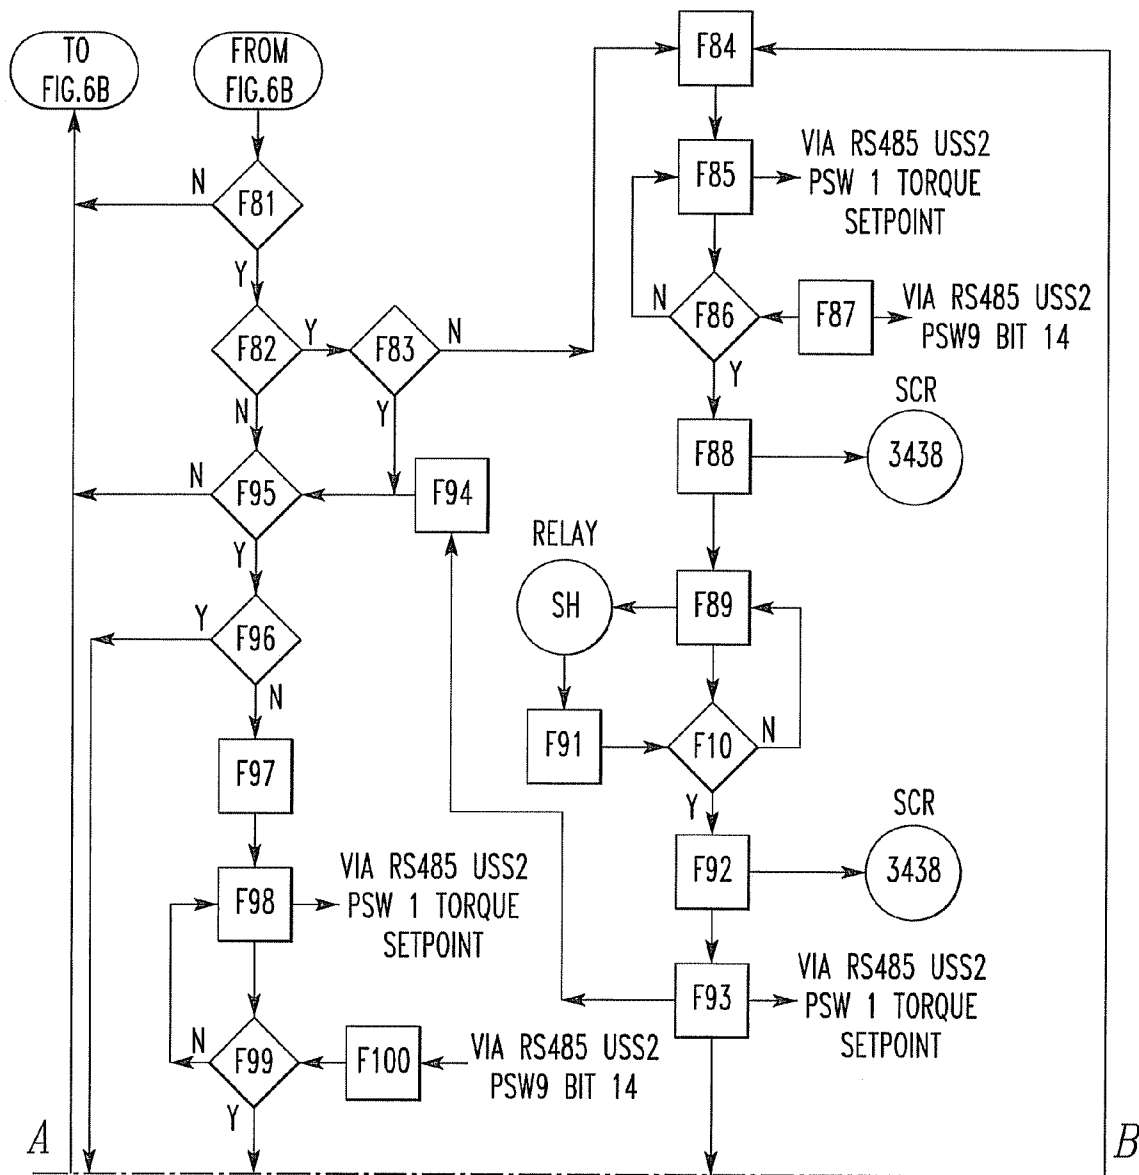 TO
FIG.6B
FROM
FIG.6B
N
F81
Y
F82
Y
F83
N
N
Y
N
F95
F94
Y
Y
F96
N
F97
F98
VIA RS485 USS2
PSW 1 TORQUE
SETPOINT
N
F99
F100
VIA RS485 USS2
PSW9 BIT 14
Y
A
F84
F85
VIA RS485 USS2
PSW 1 TORQUE
SETPOINT
N
F86
F87
VIA RS485 USS2
PSW9 BIT 14
Y
SCR
F88
3438
RELAY
SH
F89
F91
F10
N
Y
SCR
F92
3438
F93
VIA RS485 USS2
PSW 1 TORQUE
SETPOINT
B